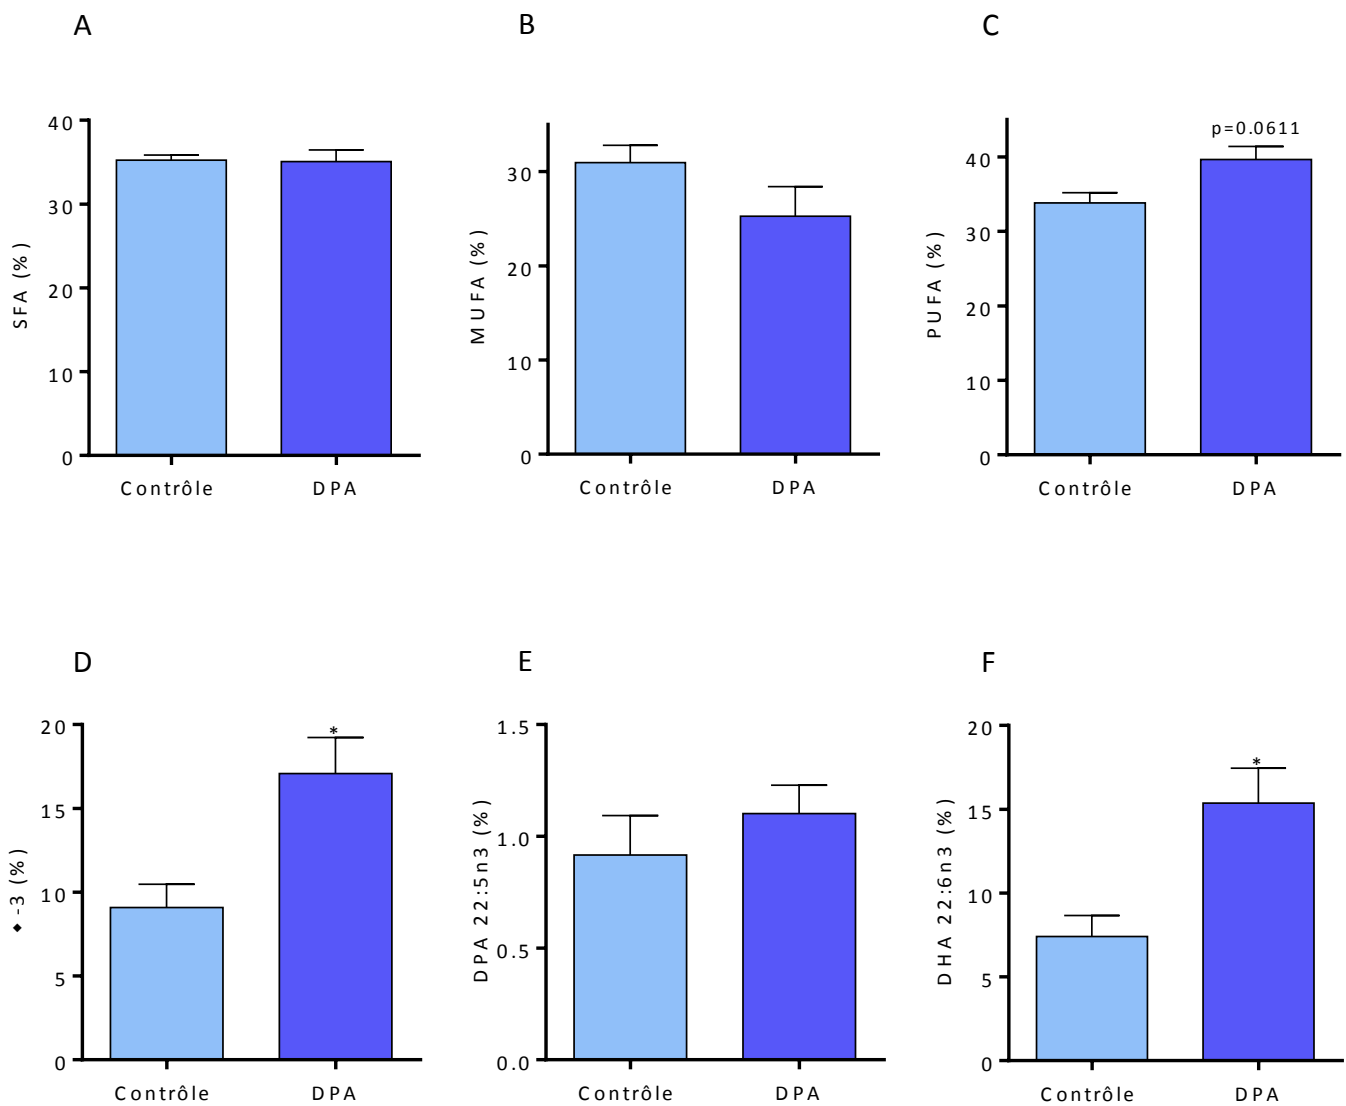 A
B
C
40
30
20
10
0
SFA (%)
Contrôle
DPA
30
20
10
0
MUFA (%)
Contrôle
DPA
p=0.0611
40
30
20
10
0
PUFA (%)
Contrôle
DPA
D
E
F
20
15
10
5
0
♦-3 (%)
*
Contrôle
DPA
1.5
1.0
0.5
0.0
DPA 22:5n3 (%)
Contrôle
DPA
20
15
10
5
0
DHA 22:6n3 (%)
*
Contrôle
DPA